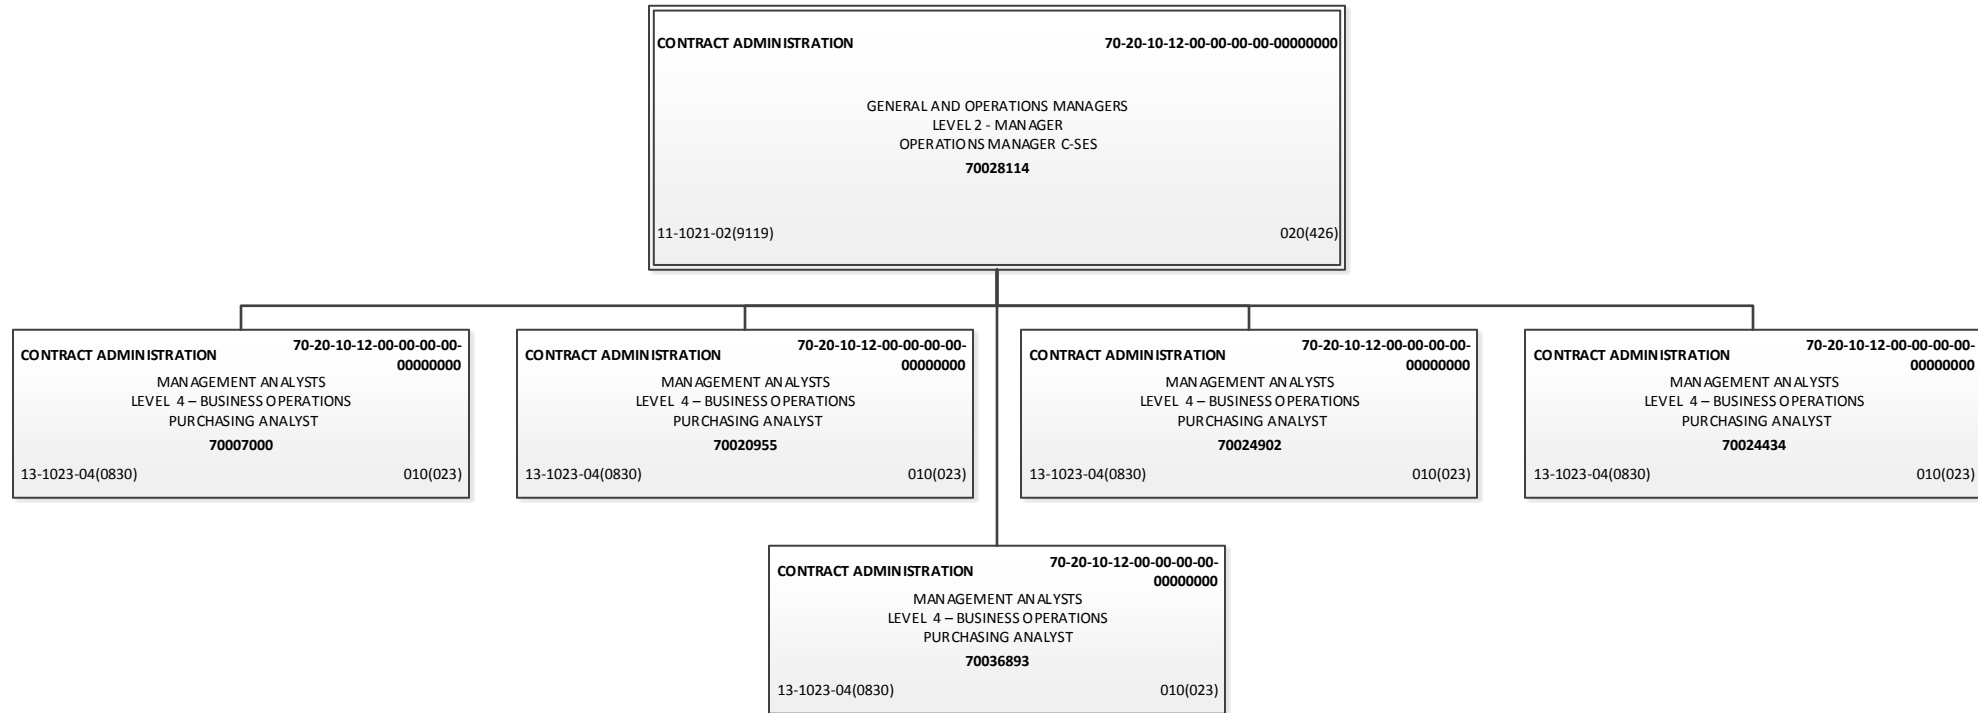 CONTRACT ADMINISTRATION 70-20-10-12-00-00-00-00-00000000
GENERAL AND OPERATIONS MANAGERS
LEVEL 2 - MANAGER
OPERATIONS MANAGER C-SES
70028114
11-1021-02(9119) 020(426)
CONTRACT ADMINISTRATION 70-20-10-12-00-00-00-00-
00000000
MANAGEMENT ANALYSTS
LEVEL 4 – BUSINESS OPERATIONS
PURCHASING ANALYST
70007000
13-1023-04(0830) 010(023)
CONTRACT ADMINISTRATION 70-20-10-12-00-00-00-00-
00000000
MANAGEMENT ANALYSTS
LEVEL 4 – BUSINESS OPERATIONS
PURCHASING ANALYST
70020955
13-1023-04(0830) 010(023)
CONTRACT ADMINISTRATION 70-20-10-12-00-00-00-00-
00000000
MANAGEMENT ANALYSTS
LEVEL 4 – BUSINESS OPERATIONS
PURCHASING ANALYST
70024902
13-1023-04(0830) 010(023)
CONTRACT ADMINISTRATION 70-20-10-12-00-00-00-00-
00000000
MANAGEMENT ANALYSTS
LEVEL 4 – BUSINESS OPERATIONS
PURCHASING ANALYST
70024434
13-1023-04(0830) 010(023)
CONTRACT ADMINISTRATION 70-20-10-12-00-00-00-00-
00000000
MANAGEMENT ANALYSTS
LEVEL 4 – BUSINESS OPERATIONS
PURCHASING ANALYST
70036893
13-1023-04(0830) 010(023)